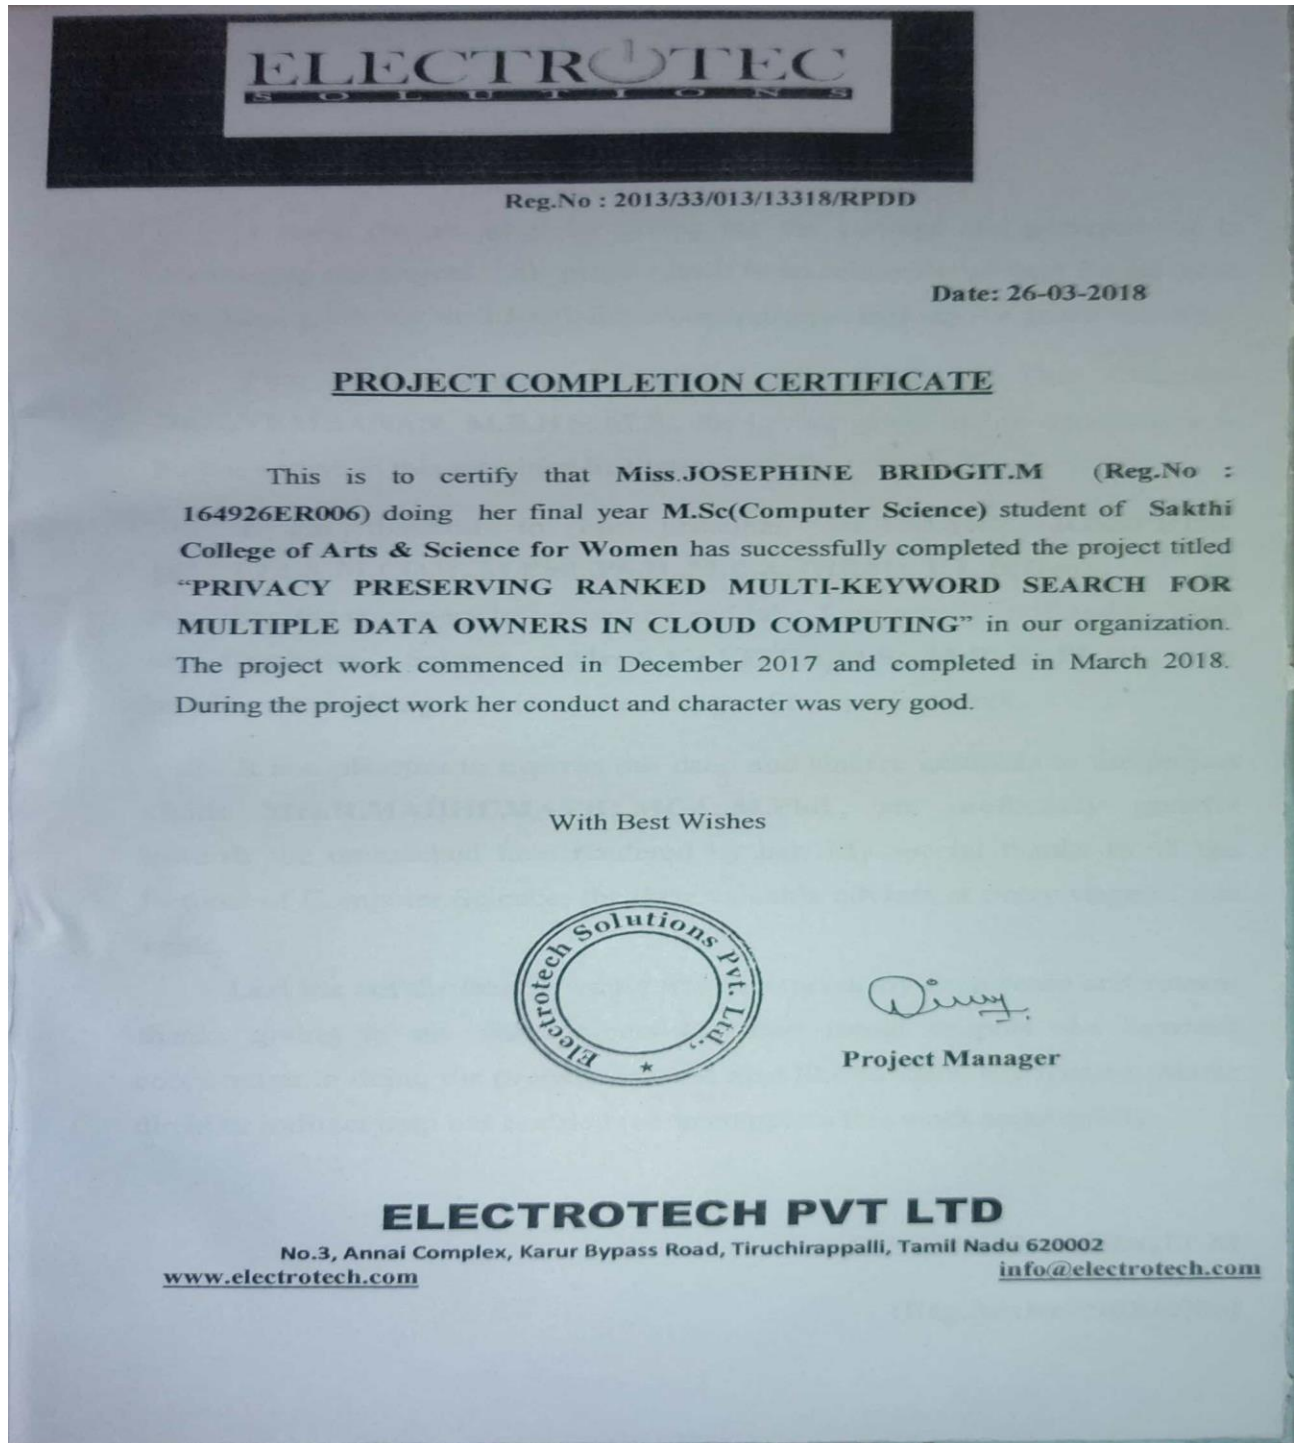 ELECTROTEC
SOLUTIONS
Reg.No : 2013/33/013/13318/RPDD
Date: 26-03-2018
PROJECT COMPLETION CERTIFICATE
This is to certify that Miss.JOSEPHINE BRIDGIT.M (Reg.No :
164926ER006) doing her final year M.Sc(Computer Science) student of Sakthi
College of Arts & Science for Women has successfully completed the project titled
“PRIVACY PRESERVING RANKED MULTI-KEYWORD SEARCH FOR
MULTIPLE DATA OWNERS IN CLOUD COMPUTING” in our organization.
The project work commenced in December 2017 and completed in March 2018.
During the project work her conduct and character was very good.
With Best Wishes
Electrotech Solutions Pvt. Ltd.,
Project Manager
ELECTROTECH PVT LTD
No.3, Annai Complex, Karur Bypass Road, Tiruchirappalli, Tamil Nadu 620002
www.electrotech.com info@electrotech.com